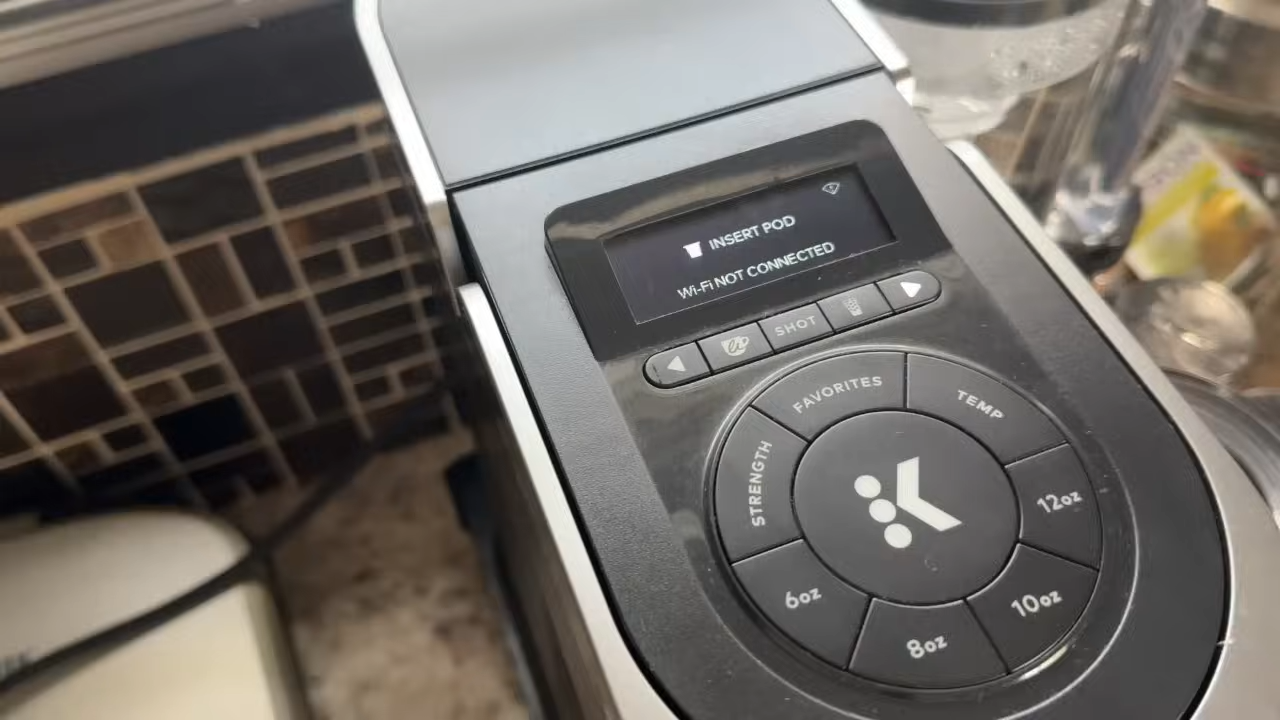 INSERT POD
Wi-Fi NOT CONNECTED
SHOT
FAVORITES
TEMP
STRENGTH
12oz
6oz
10oz
8oz